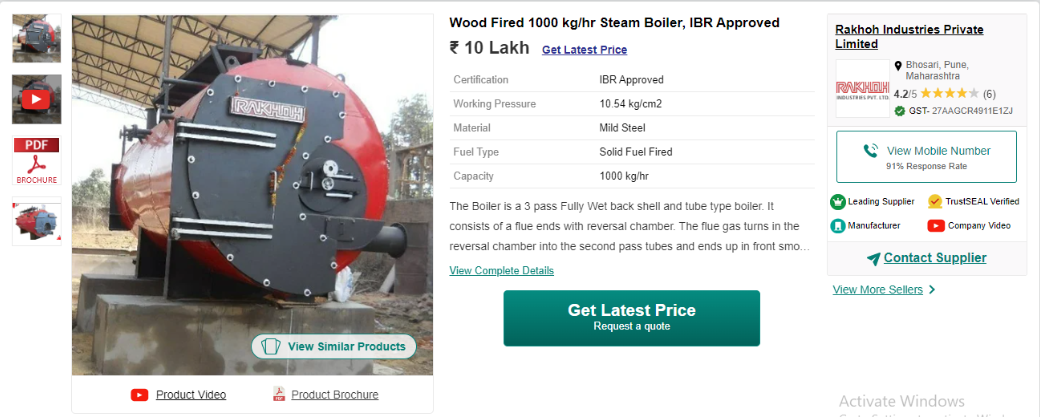 PDF
BROCHURE
RAKHOH
View Similar Products
Product Video
Product Brochure
Wood Fired 1000 kg/hr Steam Boiler, IBR Approved
₹ 10 Lakh Get Latest Price
Certification IBR Approved
Working Pressure 10.54 kg/cm2
Material Mild Steel
Fuel Type Solid Fuel Fired
Capacity 1000 kg/hr
The Boiler is a 3 pass Fully Wet back shell and tube type boiler. It
consists of a flue ends with reversal chamber. The flue gas turns in the
reversal chamber into the second pass tubes and ends up in front smo...
View Complete Details
Get Latest Price
Request a quote
Rakhoh Industries Private
Limited
RAKHOH
INDUSTRIES PVT. LTD.
Bhosari, Pune,
Maharashtra
4.2/5 (6)
GST- 27AAGCR4911E1ZJ
View Mobile Number
91% Response Rate
Leading Supplier TrustSEAL Verified
Manufacturer Company Video
Contact Supplier
View More Sellers
Activate Windows